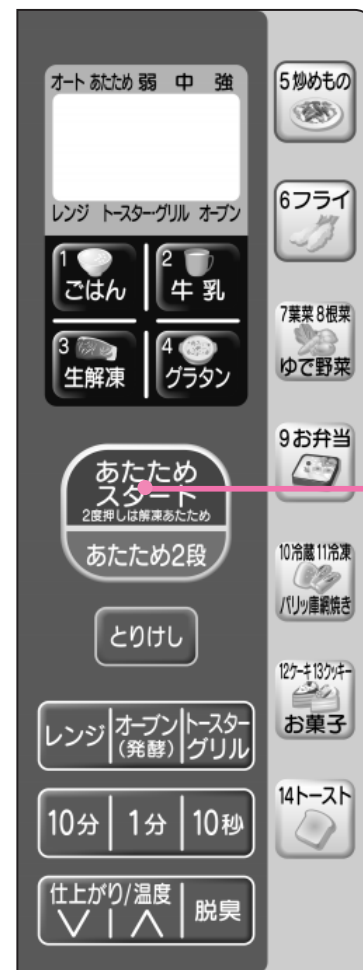 オート あたため 弱 中 強
レンジ トースター・グリル オーブン
1 ごはん
2 牛乳
3 生解凍
4 グラタン
あたため
スタート
2度押しは解凍あたため
あたため2段
とりけし
レンジ オーブン(発酵) トースターグリル
10分 1分 10秒
仕上がり/温度
脱臭
5炒めもの
6フライ
7葉菜 8根菜
ゆで野菜
9お弁当
10冷蔵 11冷凍
パリッ庫網焼き
12ケーキ 13クッキー
お菓子
14トースト